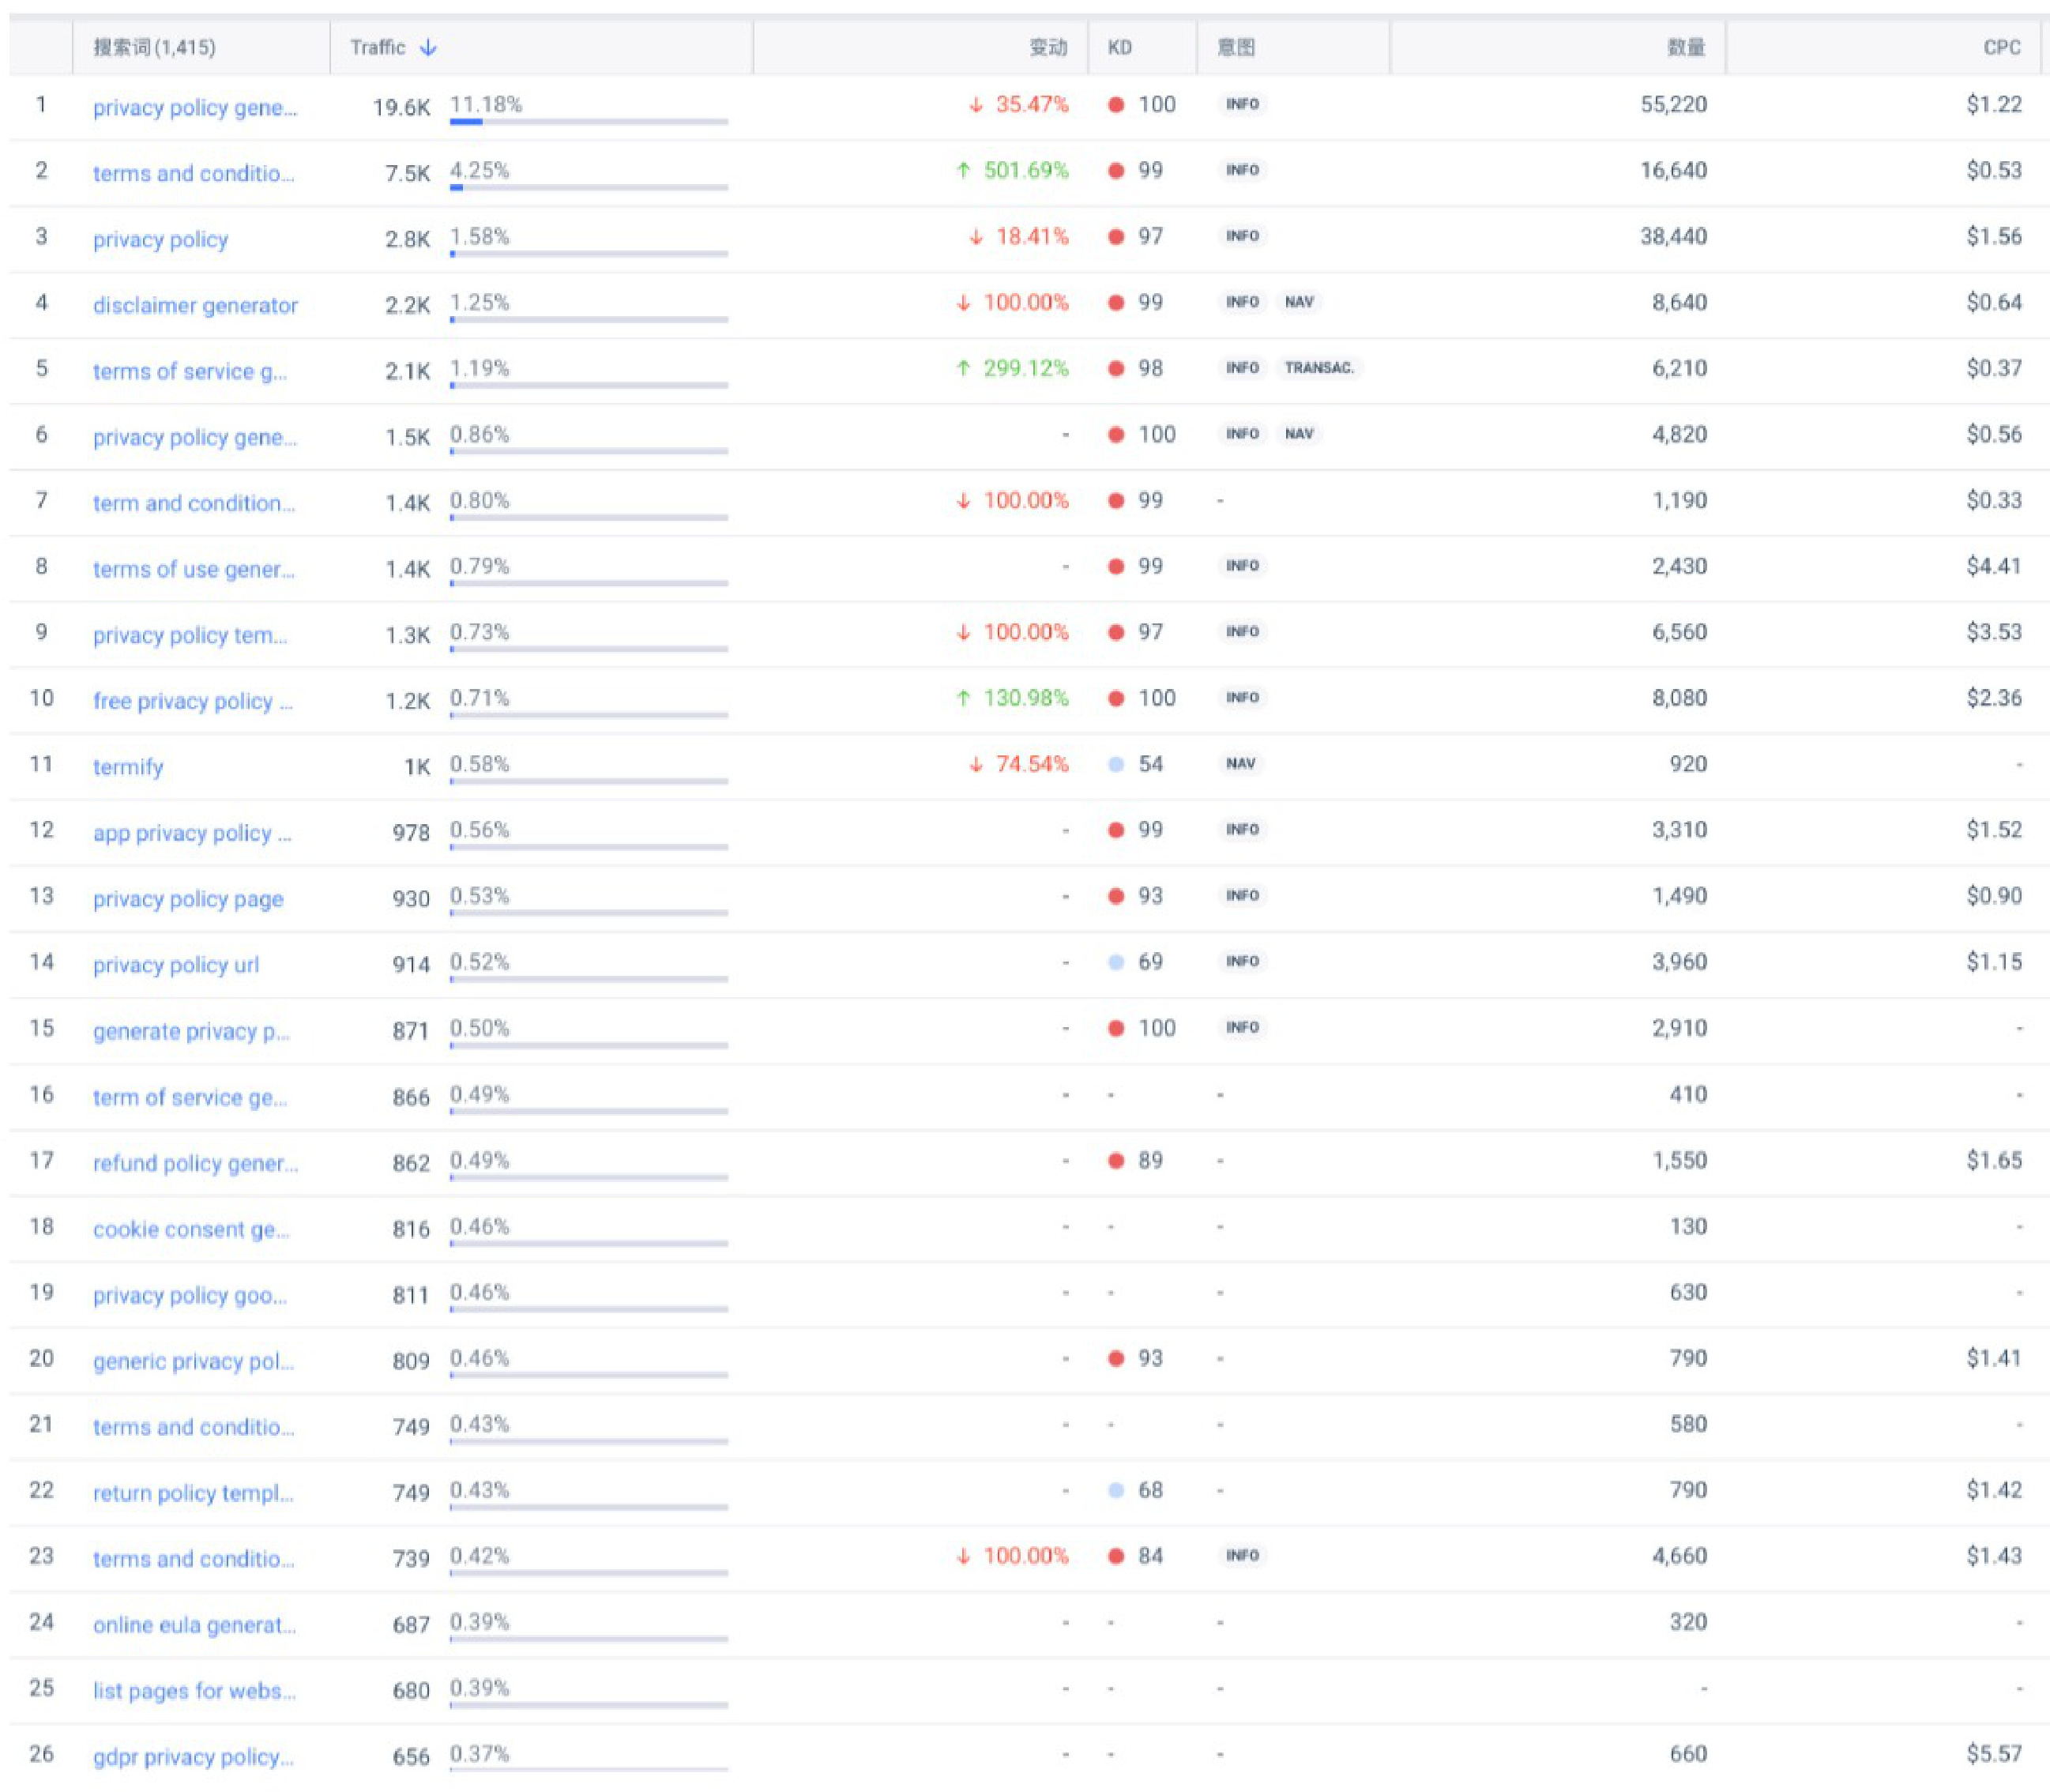 搜索词(1,415) Traffic ↓ 变动 KD 意图 数量 CPC
1 privacy policy gene... 19.6K 11.18% ↓ 35.47% 100 INFO 55,220 $1.22
2 terms and conditio... 7.5K 4.25% ↑ 501.69% 99 INFO 16,640 $0.53
3 privacy policy 2.8K 1.58% ↓ 18.41% 97 INFO 38,440 $1.56
4 disclaimer generator 2.2K 1.25% ↓ 100.00% 99 INFO NAV 8,640 $0.64
5 terms of service g... 2.1K 1.19% ↑ 299.12% 98 INFO TRANSAC. 6,210 $0.37
6 privacy policy gene... 1.5K 0.86% - 100 INFO NAV 4,820 $0.56
7 term and condition... 1.4K 0.80% ↓ 100.00% 99 - 1,190 $0.33
8 terms of use gener... 1.4K 0.79% - 99 INFO 2,430 $4.41
9 privacy policy tem... 1.3K 0.73% ↓ 100.00% 97 INFO 6,560 $3.53
10 free privacy policy ... 1.2K 0.71% ↑ 130.98% 100 INFO 8,080 $2.36
11 termify 1K 0.58% ↓ 74.54% 54 NAV 920 -
12 app privacy policy ... 978 0.56% - 99 INFO 3,310 $1.52
13 privacy policy page 930 0.53% - 93 INFO 1,490 $0.90
14 privacy policy url 914 0.52% - 69 INFO 3,960 $1.15
15 generate privacy p... 871 0.50% - 100 INFO 2,910 -
16 term of service ge... 866 0.49% - - - 410 -
17 refund policy gener... 862 0.49% - 89 - 1,550 $1.65
18 cookie consent ge... 816 0.46% - - - 130 -
19 privacy policy goo... 811 0.46% - - - 630 -
20 generic privacy pol... 809 0.46% - 93 - 790 $1.41
21 terms and conditio... 749 0.43% - - - 580 -
22 return policy templ... 749 0.43% - 68 - 790 $1.42
23 terms and conditio... 739 0.42% ↓ 100.00% 84 INFO 4,660 $1.43
24 online eula generat... 687 0.39% - - - 320 -
25 list pages for webs... 680 0.39% - - - - -
26 gdpr privacy policy... 656 0.37% - - - 660 $5.57